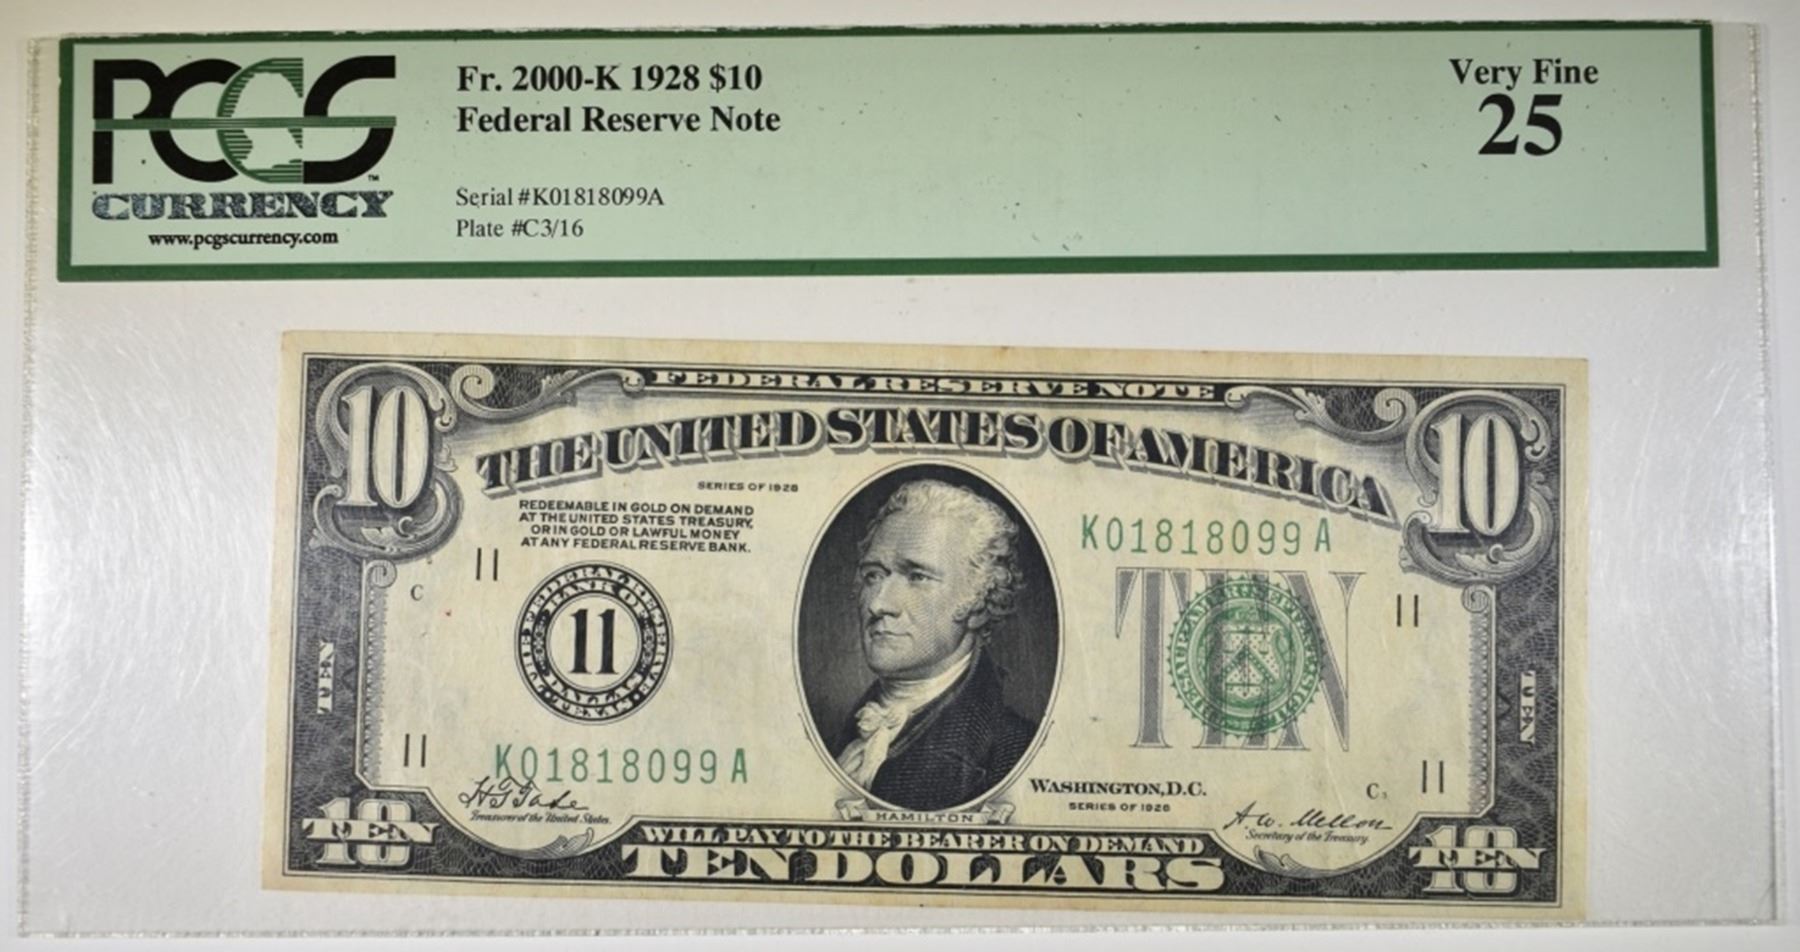 PCGS
CURRENCY
www.pcgscurrency.com
Fr. 2000-K 1928 $10
Federal Reserve Note
Serial #K01818099A
Plate #C3/16
Very Fine
25
FEDERAL RESERVE NOTE
10
10
THE UNITED STATES OF AMERICA
SERIES OF 1928
REDEEMABLE IN GOLD ON DEMAND
AT THE UNITED STATES TREASURY,
OR IN GOLD OR LAWFUL MONEY
AT ANY FEDERAL RESERVE BANK.
K01818099A
11
C
11
11
TEN
TEN
TEN
11
K01818099A
11
H T Tate
Treasurer of the United States.
HAMILTON
WASHINGTON, D.C.
SERIES OF 1928
C3
A. W. Mellon
Secretary of the Treasury.
10
TEN
WILL PAY TO THE BEARER ON DEMAND
TEN DOLLARS
10
TEN